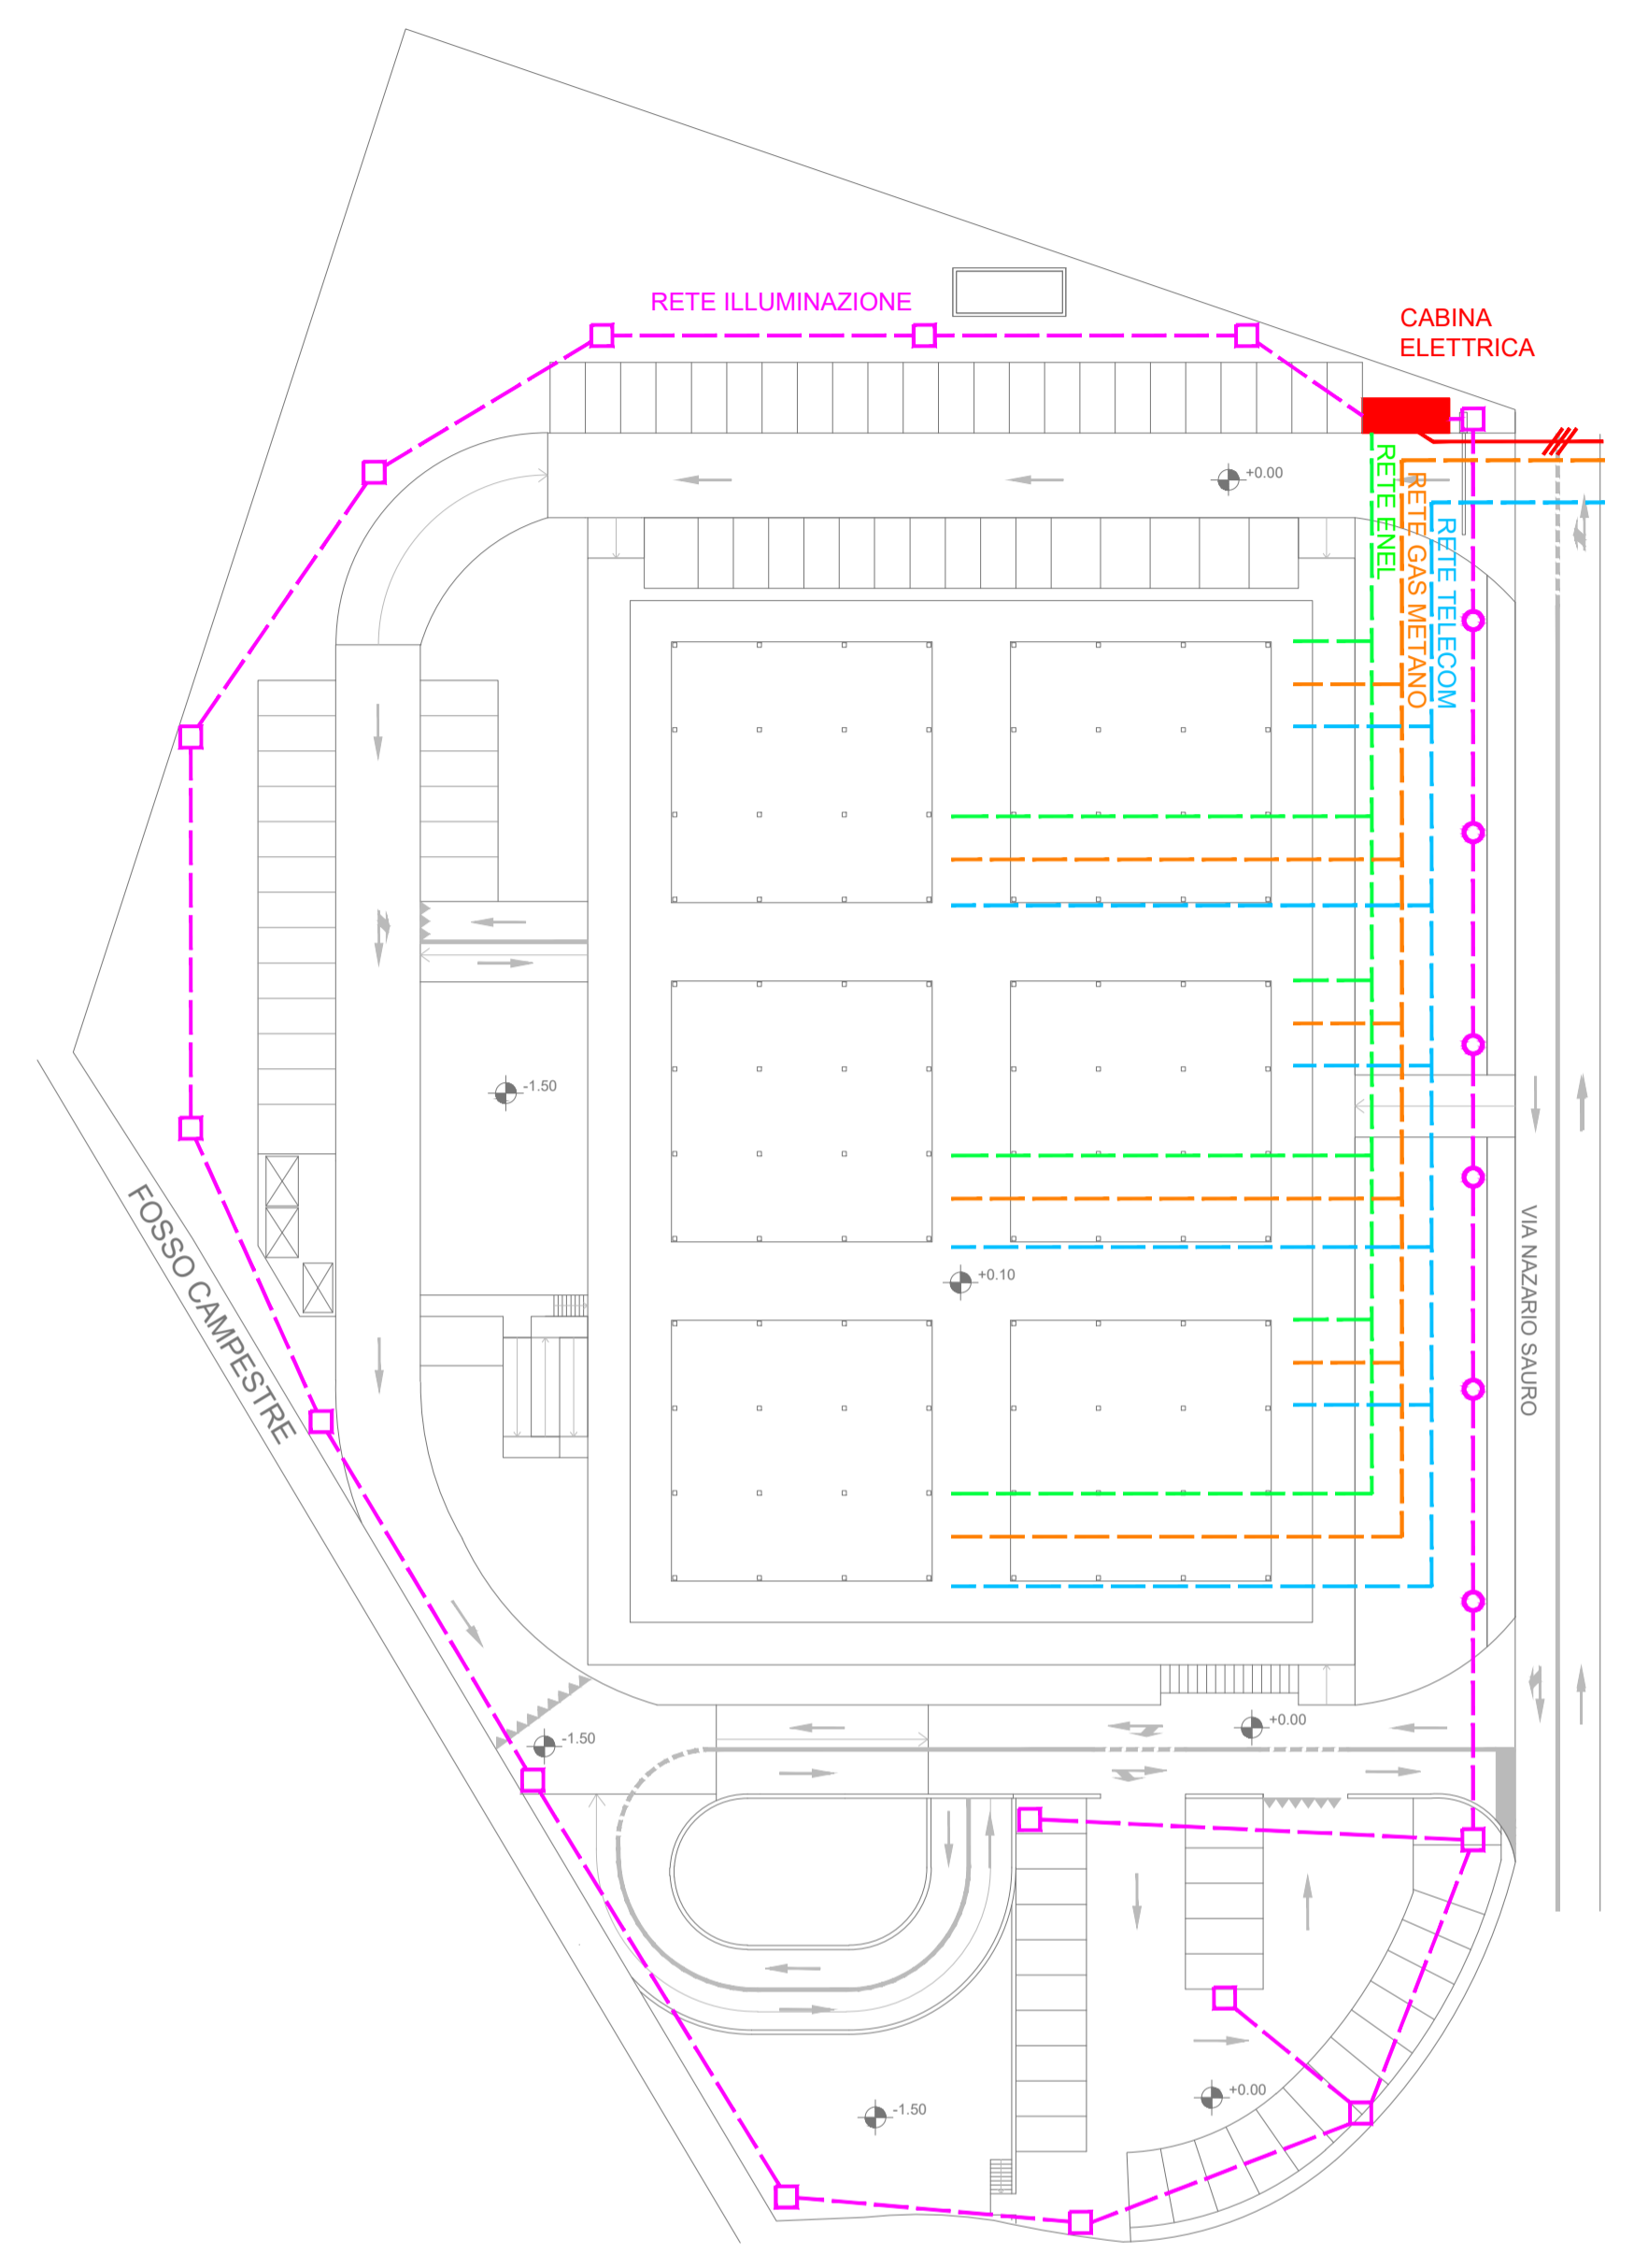 RETE ILLUMINAZIONE
CABINA
ELETTRICA
RETE ENEL
RETE GAS METANO
RETE TELECOM
+0.00
-1.50
FOSSO CAMPESTRE
VIA NAZARIO SAURO
+0.10
+0.00
-1.50
+0.00
-1.50